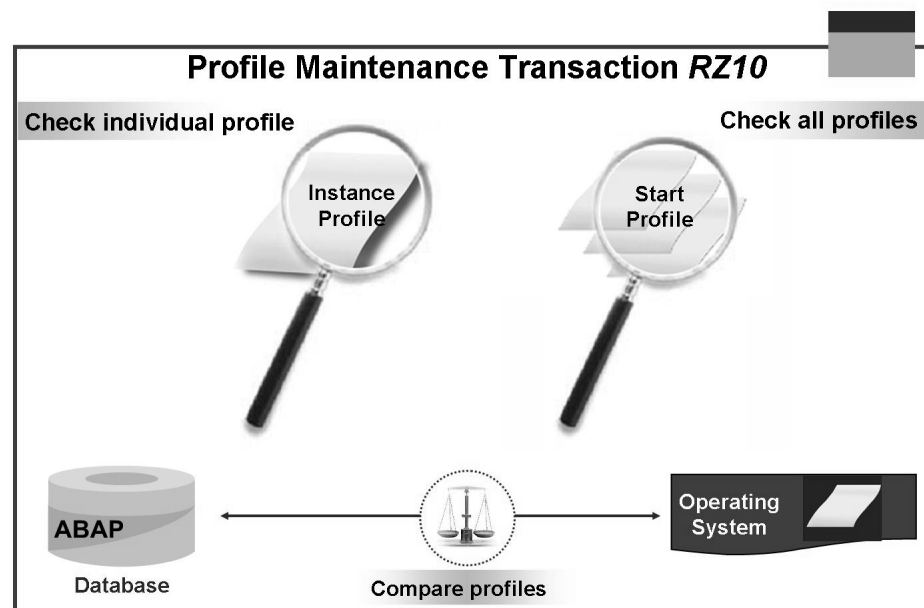 Profile Maintenance Transaction RZ10
Check individual profile
Check all profiles
Instance
Profile
Start
Profile
ABAP
Database
Compare profiles
Operating
System